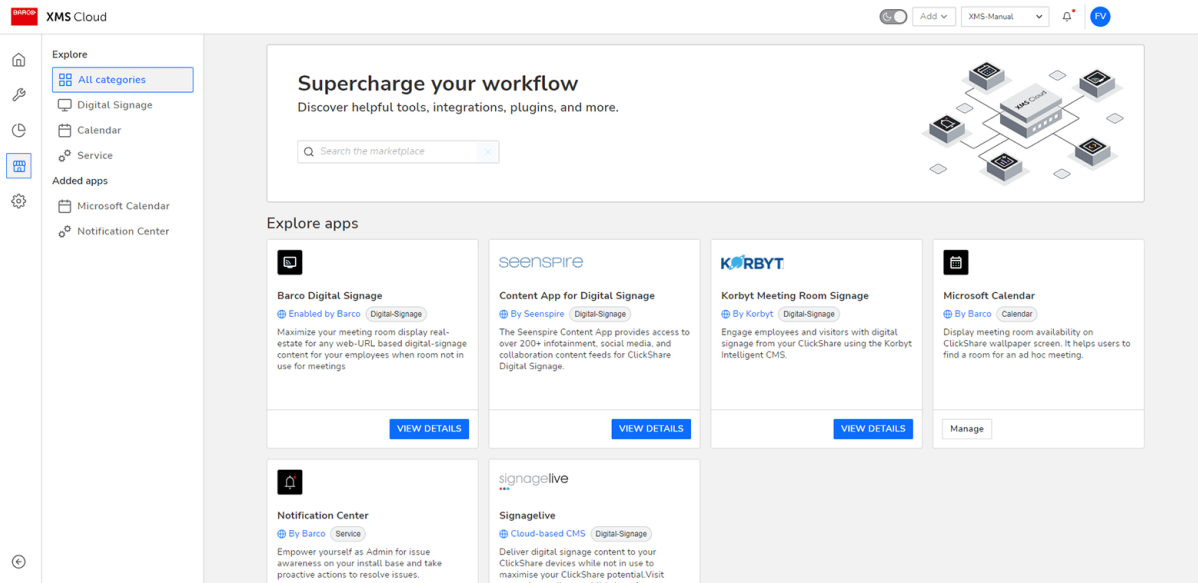 BARCO XMS Cloud
Add
XMS-Manual
FV
Explore
All categories
Digital Signage
Calendar
Service
Added apps
Microsoft Calendar
Notification Center
Supercharge your workflow
Discover helpful tools, integrations, plugins, and more.
Search the marketplace
XMS Cloud
Explore apps
Barco Digital Signage
Enabled by Barco Digital-Signage
Maximize your meeting room display real-
estate for any web-URL based digital-signage
content for your employees when room not in
use for meetings
VIEW DETAILS
seenspire
Content App for Digital Signage
By Seenspire Digital-Signage
The Seenspire Content App provides access to
over 200+ infotainment, social media, and
collaboration content feeds for ClickShare
Digital Signage.
VIEW DETAILS
KORBYT
Korbyt Meeting Room Signage
By Korbyt Digital-Signage
Engage employees and visitors with digital
signage from your ClickShare using the Korbyt
Intelligent CMS.
VIEW DETAILS
Microsoft Calendar
By Barco Calendar
Display meeting room availability on
ClickShare wallpaper screen. It helps users to
find a room for an ad hoc meeting.
Manage
Notification Center
By Barco Service
Empower yourself as Admin for issue
awareness on your install base and take
proactive actions to resolve issues.
signagelive
Signagelive
Cloud-based CMS Digital-Signage
Deliver digital signage content to your
ClickShare devices while not in use to
maximise your ClickShare potential.Visit